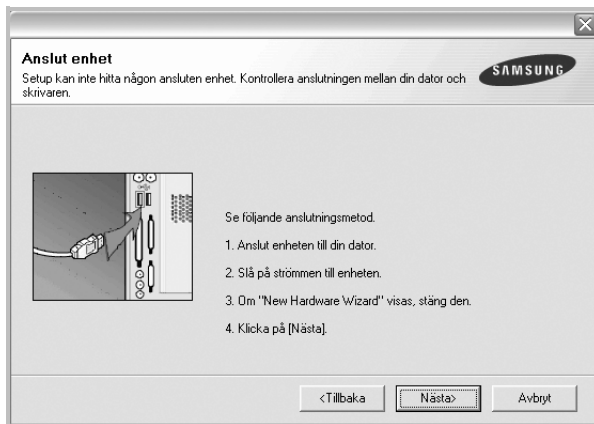 Anslut enhet
Setup kan inte hitta någon ansluten enhet. Kontrollera anslutningen mellan din dator och
skrivaren.
SAMSUNG
Se följande anslutningsmetod.
1. Anslut enheten till din dator.
2. Slå på strömmen till enheten.
3. Om "New Hardware Wizard" visas, stäng den.
4. Klicka på [Nästa].
<Tillbaka
Nästa>
Avbryt